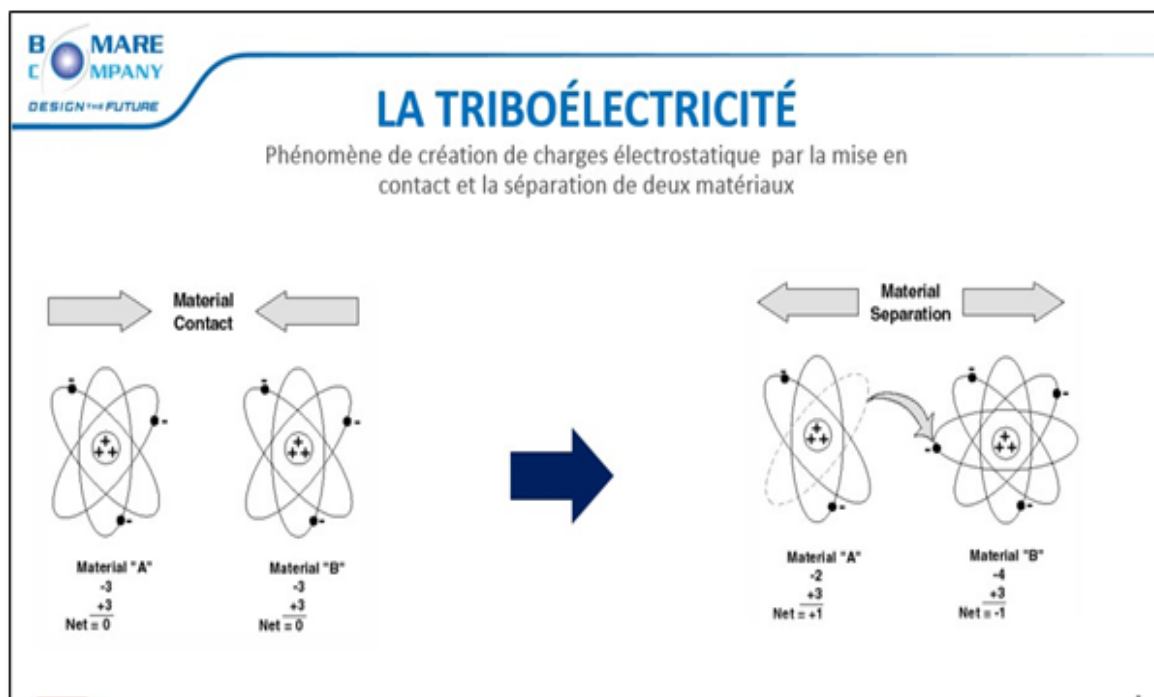 B MARE
C MPANY
DESIGN THE FUTURE
LA TRIBOÉLECTRICITÉ
Phénomène de création de charges électrostatique par la mise en
contact et la séparation de deux matériaux
Material
Contact
-
-
-
+
++
-
-
-
+
++
Material "A"
-3
+3
Net = 0
Material "B"
-3
+3
Net = 0
Material
Separation
-
-
+
++
-
-
-
-
+
++
Material "A"
-2
+3
Net = +1
Material "B"
-4
+3
Net = -1